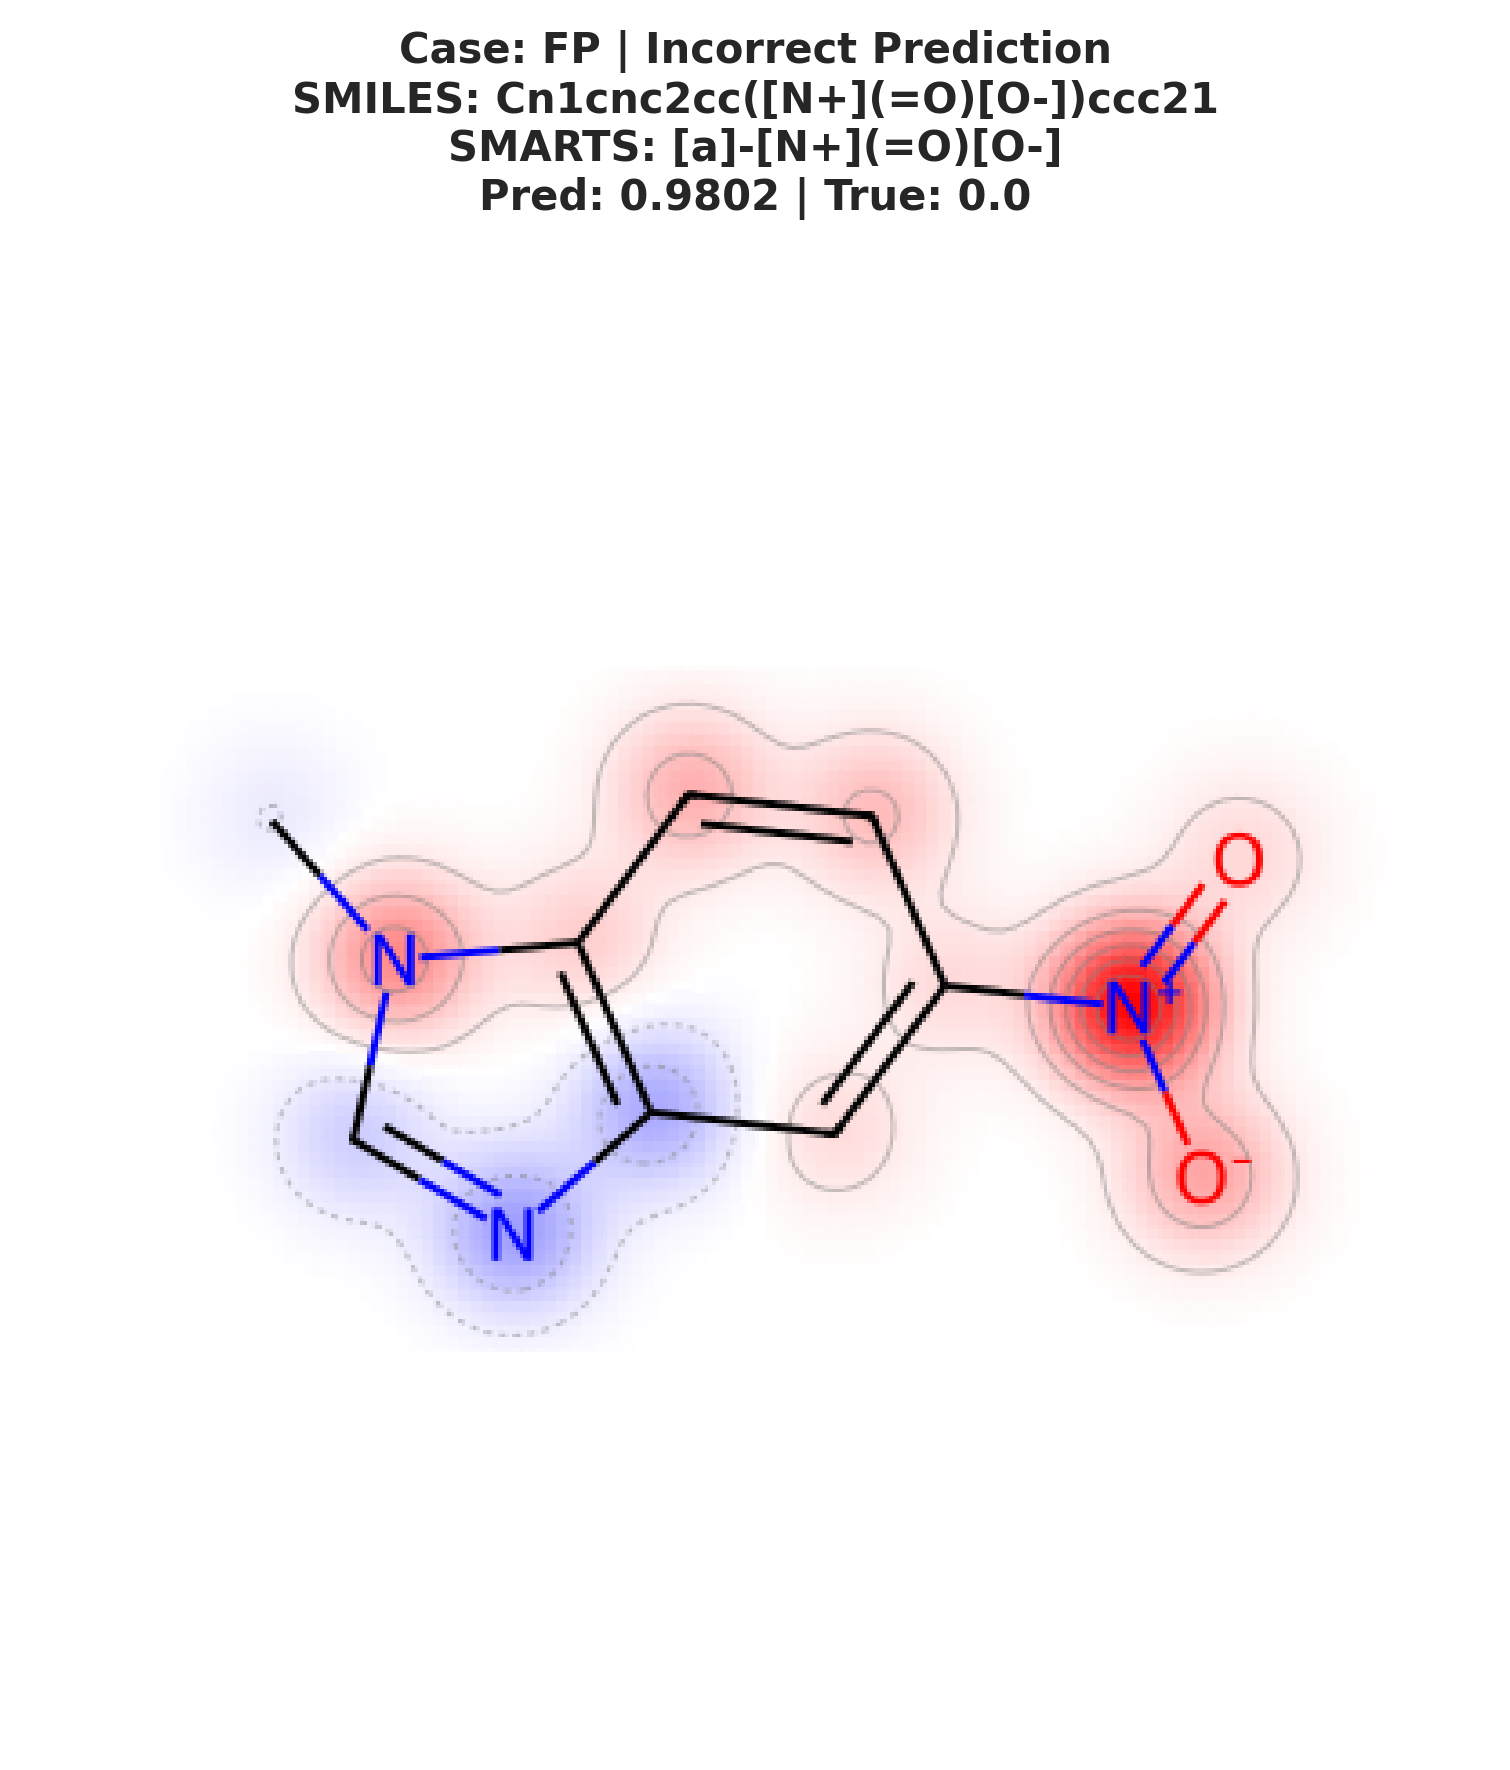 Case: FP | Incorrect Prediction
SMILES: Cn1cnc2cc([N+](=O)[O-])ccc21
SMARTS: [a]-[N+](=O)[O-]
Pred: 0.9802 | True: 0.0
O
N
N+
O−
N